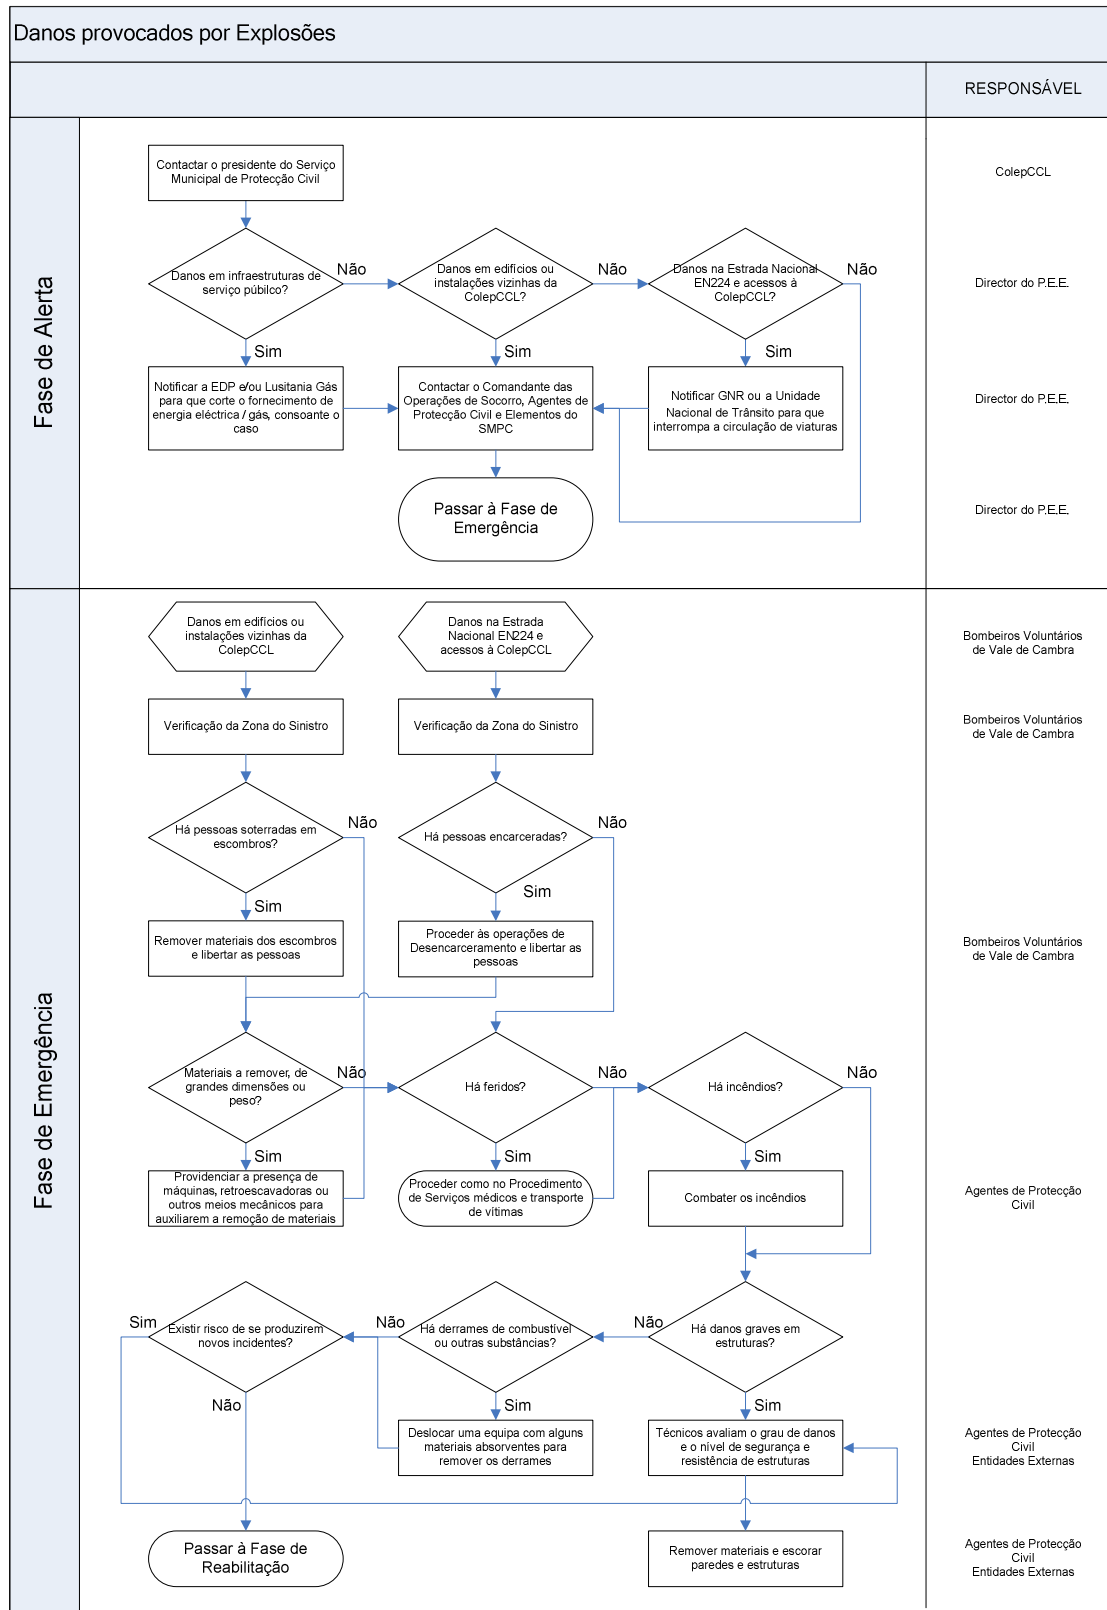 Danos provocados por Explosões
RESPONSÁVEL
Fase de Alerta
Contactar o presidente do Serviço
Municipal de Protecção Civil
ColepCCL
Danos em infraestruturas de
serviço púbilco?
Não
Danos em edifícios ou
instalações vizinhas da
ColepCCL?
Não
Danos na Estrada Nacional
EN224 e acessos à
ColepCCL?
Não
Director do P.E.E.
Sim
Sim
Sim
Notificar a EDP e/ou Lusitania Gás
para que corte o fornecimento de
energia eléctrica / gás, consoante o
caso
Contactar o Comandante das
Operações de Socorro, Agentes de
Protecção Civil e Elementos do
SMPC
Notificar GNR ou a Unidade
Nacional de Trânsito para que
interrompa a circulação de viaturas
Director do P.E.E.
Passar à Fase de
Emergência
Director do P.E.E.
Fase de Emergência
Danos em edifícios ou
instalações vizinhas da
ColepCCL
Danos na Estrada
Nacional EN224 e
acessos à ColepCCL
Bombeiros Voluntários
de Vale de Cambra
Verificação da Zona do Sinistro
Verificação da Zona do Sinistro
Bombeiros Voluntários
de Vale de Cambra
Há pessoas soterradas em
escombros?
Não
Há pessoas encarceradas?
Não
Sim
Sim
Remover materiais dos escombros
e libertar as pessoas
Proceder às operações de
Desencarceramento e libertar as
pessoas
Bombeiros Voluntários
de Vale de Cambra
Materiais a remover, de
grandes dimensões ou
peso?
Não
Há feridos?
Não
Há incêndios?
Não
Sim
Sim
Sim
Providenciar a presença de
máquinas, retroescavadoras ou
outros meios mecânicos para
auxiliarem a remoção de materiais
Proceder como no Procedimento
de Serviços médicos e transporte
de vítimas
Combater os incêndios
Agentes de Protecção
Civil
Sim
Existir risco de se produzirem
novos incidentes?
Não
Há derrames de combustível
ou outras substâncias?
Não
Há danos graves em
estruturas?
Não
Sim
Sim
Deslocar uma equipa com alguns
materiais absorventes para
remover os derrames
Técnicos avaliam o grau de danos
e o nível de segurança e
resistência de estruturas
Agentes de Protecção
Civil
Entidades Externas
Passar à Fase de
Reabilitação
Remover materiais e escorar
paredes e estruturas
Agentes de Protecção
Civil
Entidades Externas